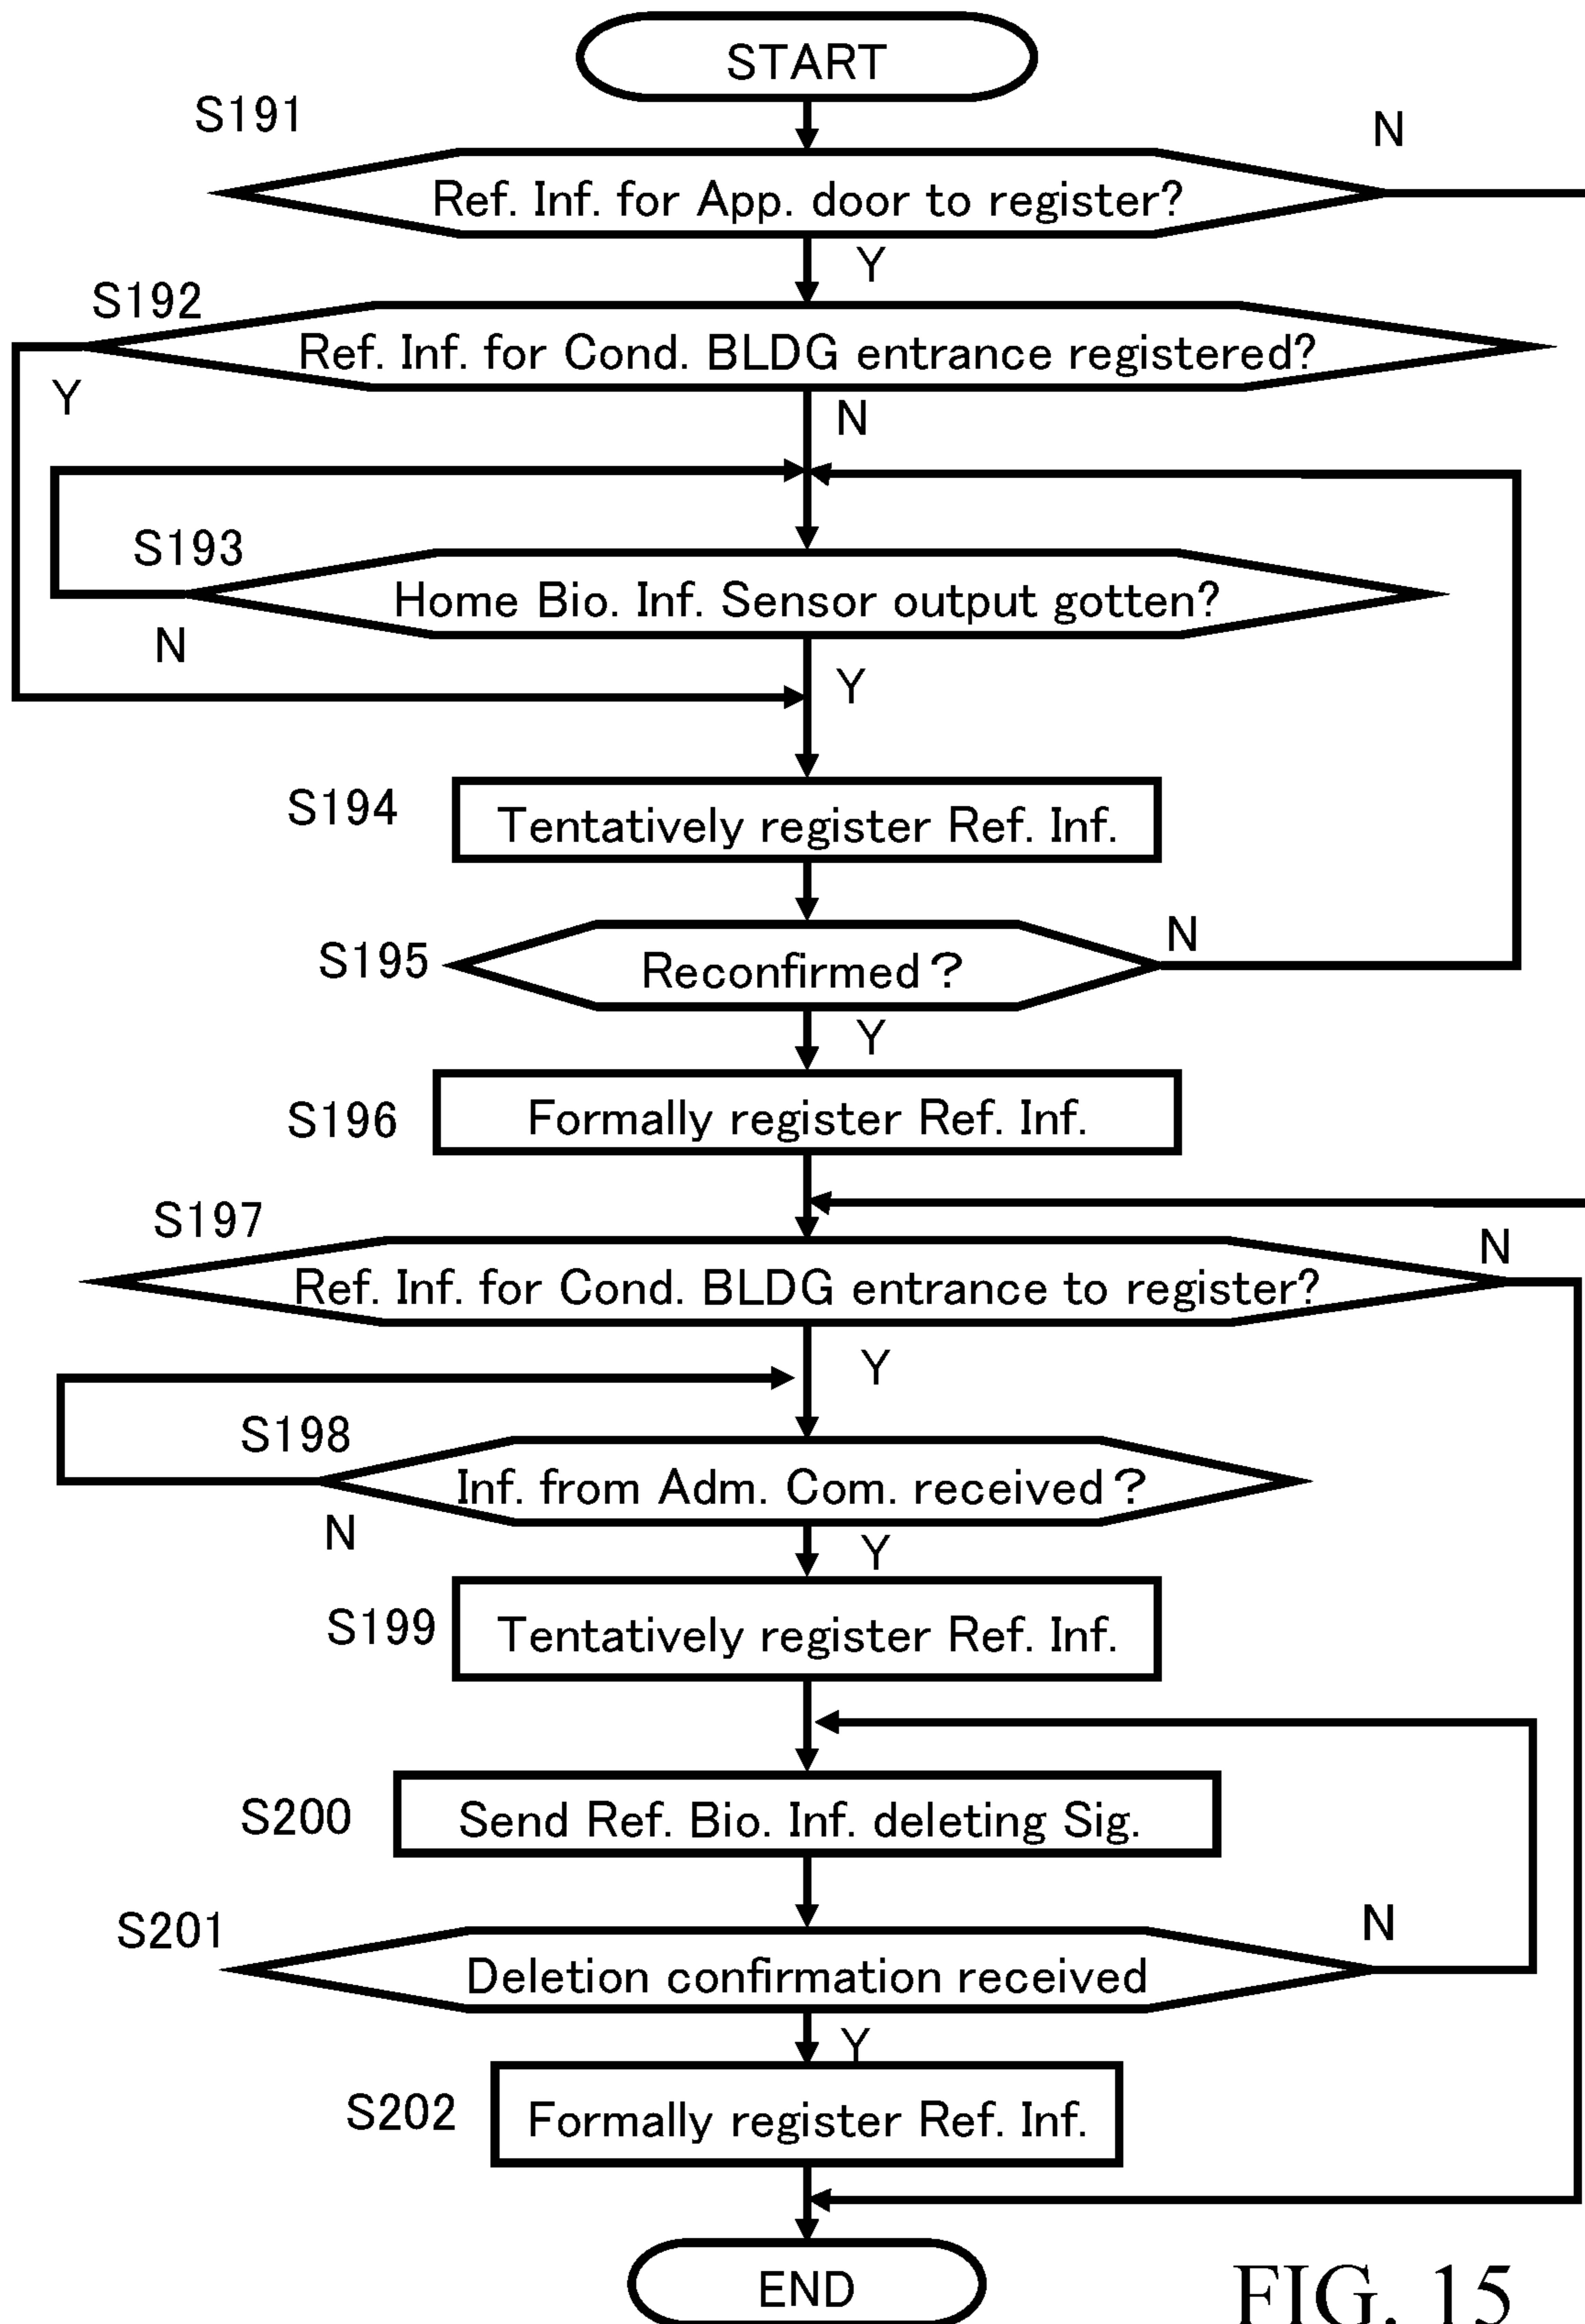 START
S191
N
Ref. Inf. for App. door to register?
Y
S192
Ref. Inf. for Cond. BLDG entrance registered?
Y
N
S193
Home Bio. Inf. Sensor output gotten?
N
Y
S194
Tentatively register Ref. Inf.
S195
Reconfirmed?
N
Y
S196
Formally register Ref. Inf.
S197
N
Ref. Inf. for Cond. BLDG entrance to register?
Y
S198
Inf. from Adm. Com. received?
N
Y
S199
Tentatively register Ref. Inf.
S200
Send Ref. Bio. Inf. deleting Sig.
S201
N
Deletion confirmation received
Y
S202
Formally register Ref. Inf.
END
FIG. 15